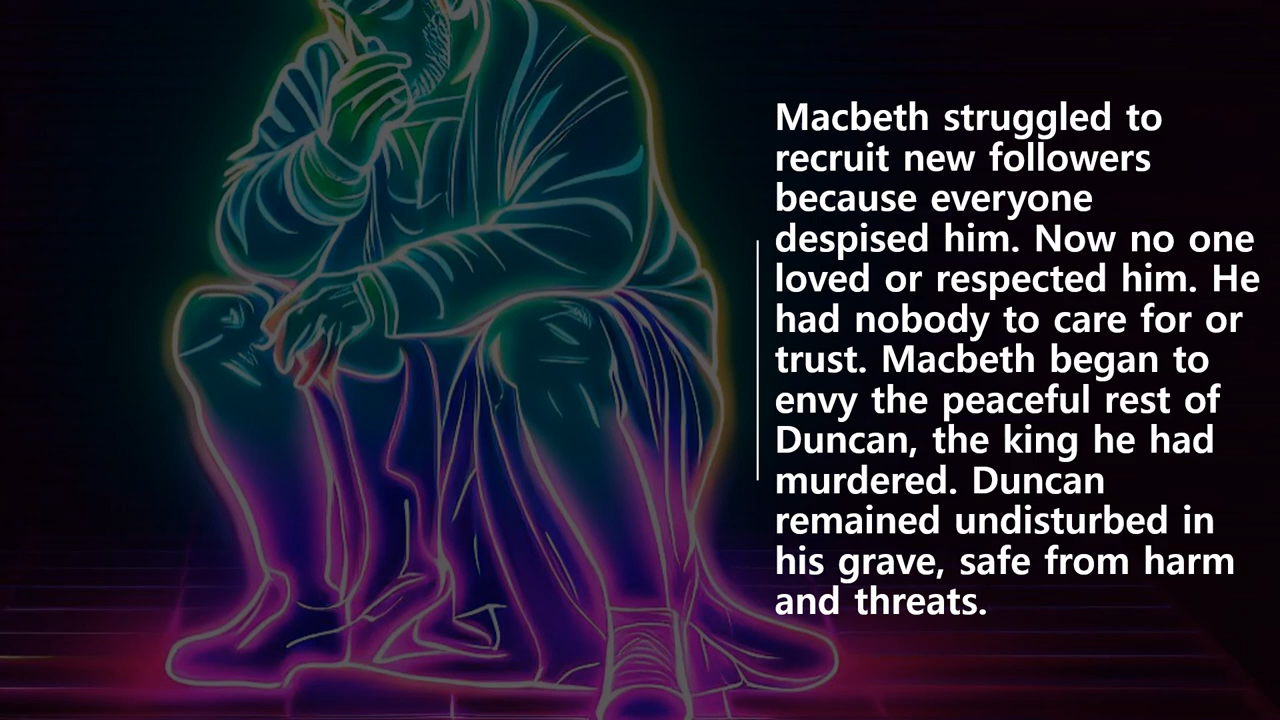 Macbeth struggled to
recruit new followers
because everyone
despised him. Now no one
loved or respected him. He
had nobody to care for or
trust. Macbeth began to
envy the peaceful rest of
Duncan, the king he had
murdered. Duncan
remained undisturbed in
his grave, safe from harm
and threats.